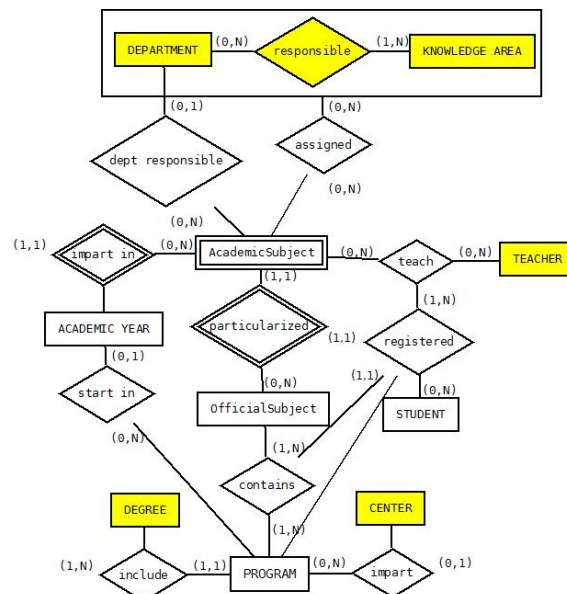 DEPARTMENT (0,N) responsible (1,N) KNOWLEDGE AREA
(0,1) (0,N)
dept responsible assigned
(0,N)
(0,N)
(1,1) impart in (0,N) AcademicSubject (0,N) teach (0,N) TEACHER
(1,1)
(1,N)
ACADEMIC YEAR particularized (1,1) registered
(0,1) (1,1)
start in (0,N) (0,N)
OfficialSubject STUDENT
(0,N) (1,N)
contains
DEGREE CENTER
(1,N)
(1,N) include (1,1) PROGRAM (0,N) impart (0,1)